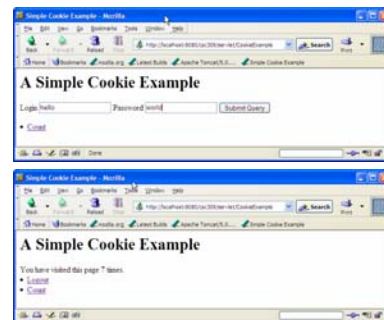 Simple Cookie Example - Mozilla
File Edit View Go Bookmarks Tools Window Help
Back Forward Reload Stop Search Print
Home Bookmarks mozilla.org Latest Builds Apache Tomcat/5.0.... Simple Cookie Example
A Simple Cookie Example
Login hello Password world Submit Query
• Count
Done
Simple Cookie Example - Mozilla
File Edit View Go Bookmarks Tools Window Help
Back Forward Reload Stop Search Print
Home Bookmarks mozilla.org Latest Builds Apache Tomcat/5.0.... Simple Cookie Example
A Simple Cookie Example
You have visited this page 7 times.
• Logout
• Count